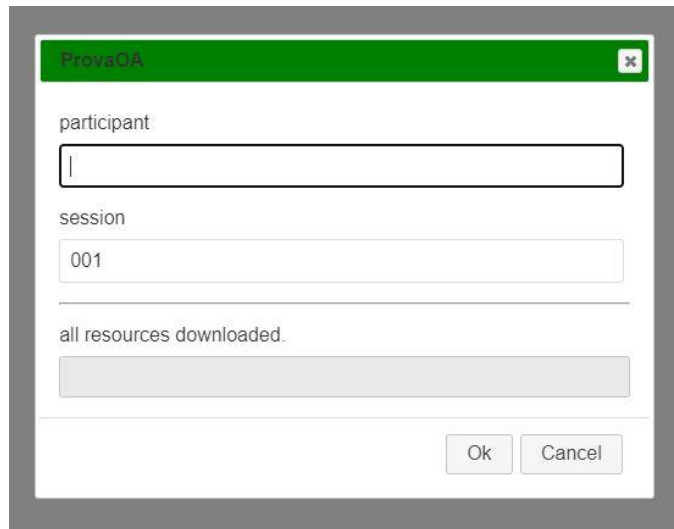 ProvaOA
participant
session
001
all resources downloaded.
Ok
Cancel